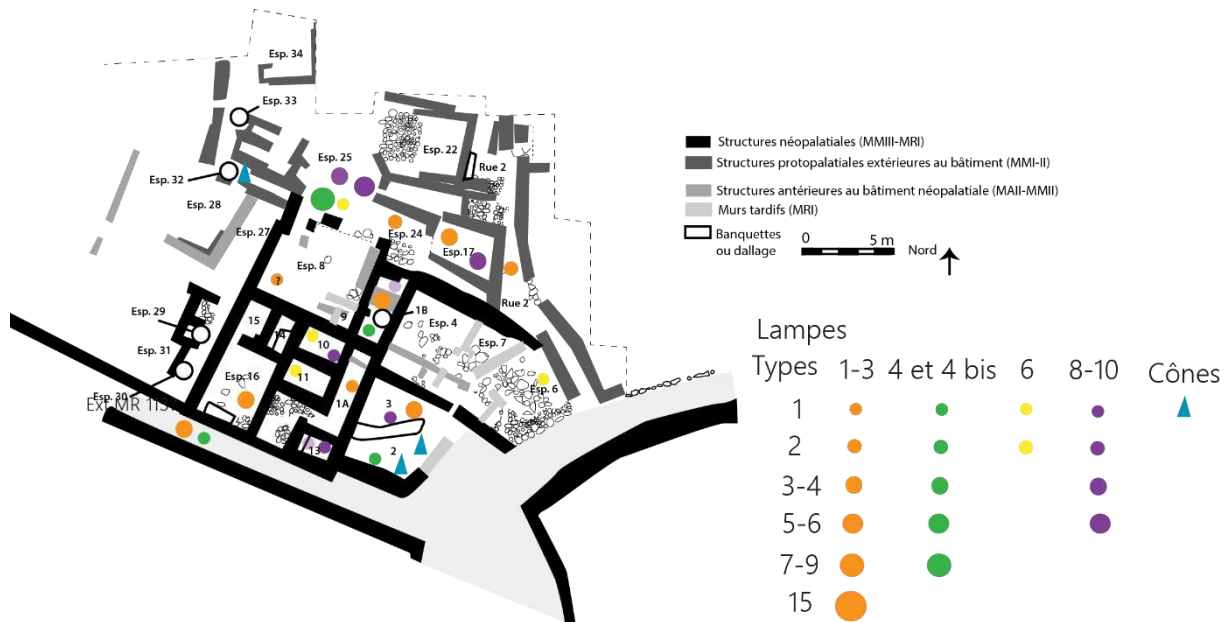 Esp. 34
Esp. 33
Esp. 25
Esp. 22
Rue 2
Esp. 32
Esp. 28
Esp. 27
Esp. 24
Esp.17
Esp. 8
?
Rue 2
1B
Esp. 29
15
14
9
Esp. 4
Esp. 7
10
Esp. 31
11
Esp.16
1A
3
Esp. 6
Esp. 30
13
2
Structures néopalatiales (MMIII-MRI)
Structures protopalatiales extérieures au bâtiment (MMI-II)
Structures antérieures au bâtiment néopalatiale (MAII-MMII)
Murs tardifs (MRI)
Banquettes
ou dallage
0 5 m
Nord
Lampes
Types 1-3 4 et 4 bis 6 8-10 Cônes
1
2
3-4
5-6
7-9
15